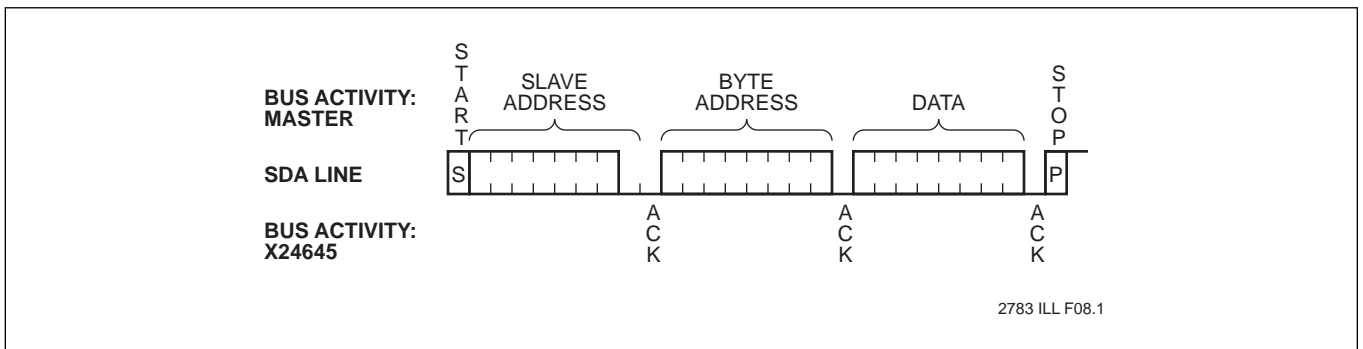 START
BUS ACTIVITY:
MASTER
SLAVE
ADDRESS
BYTE
ADDRESS
DATA
STOP
SDA LINE
S
P
BUS ACTIVITY:
X24645
ACK
ACK
ACK
2783 ILL F08.1